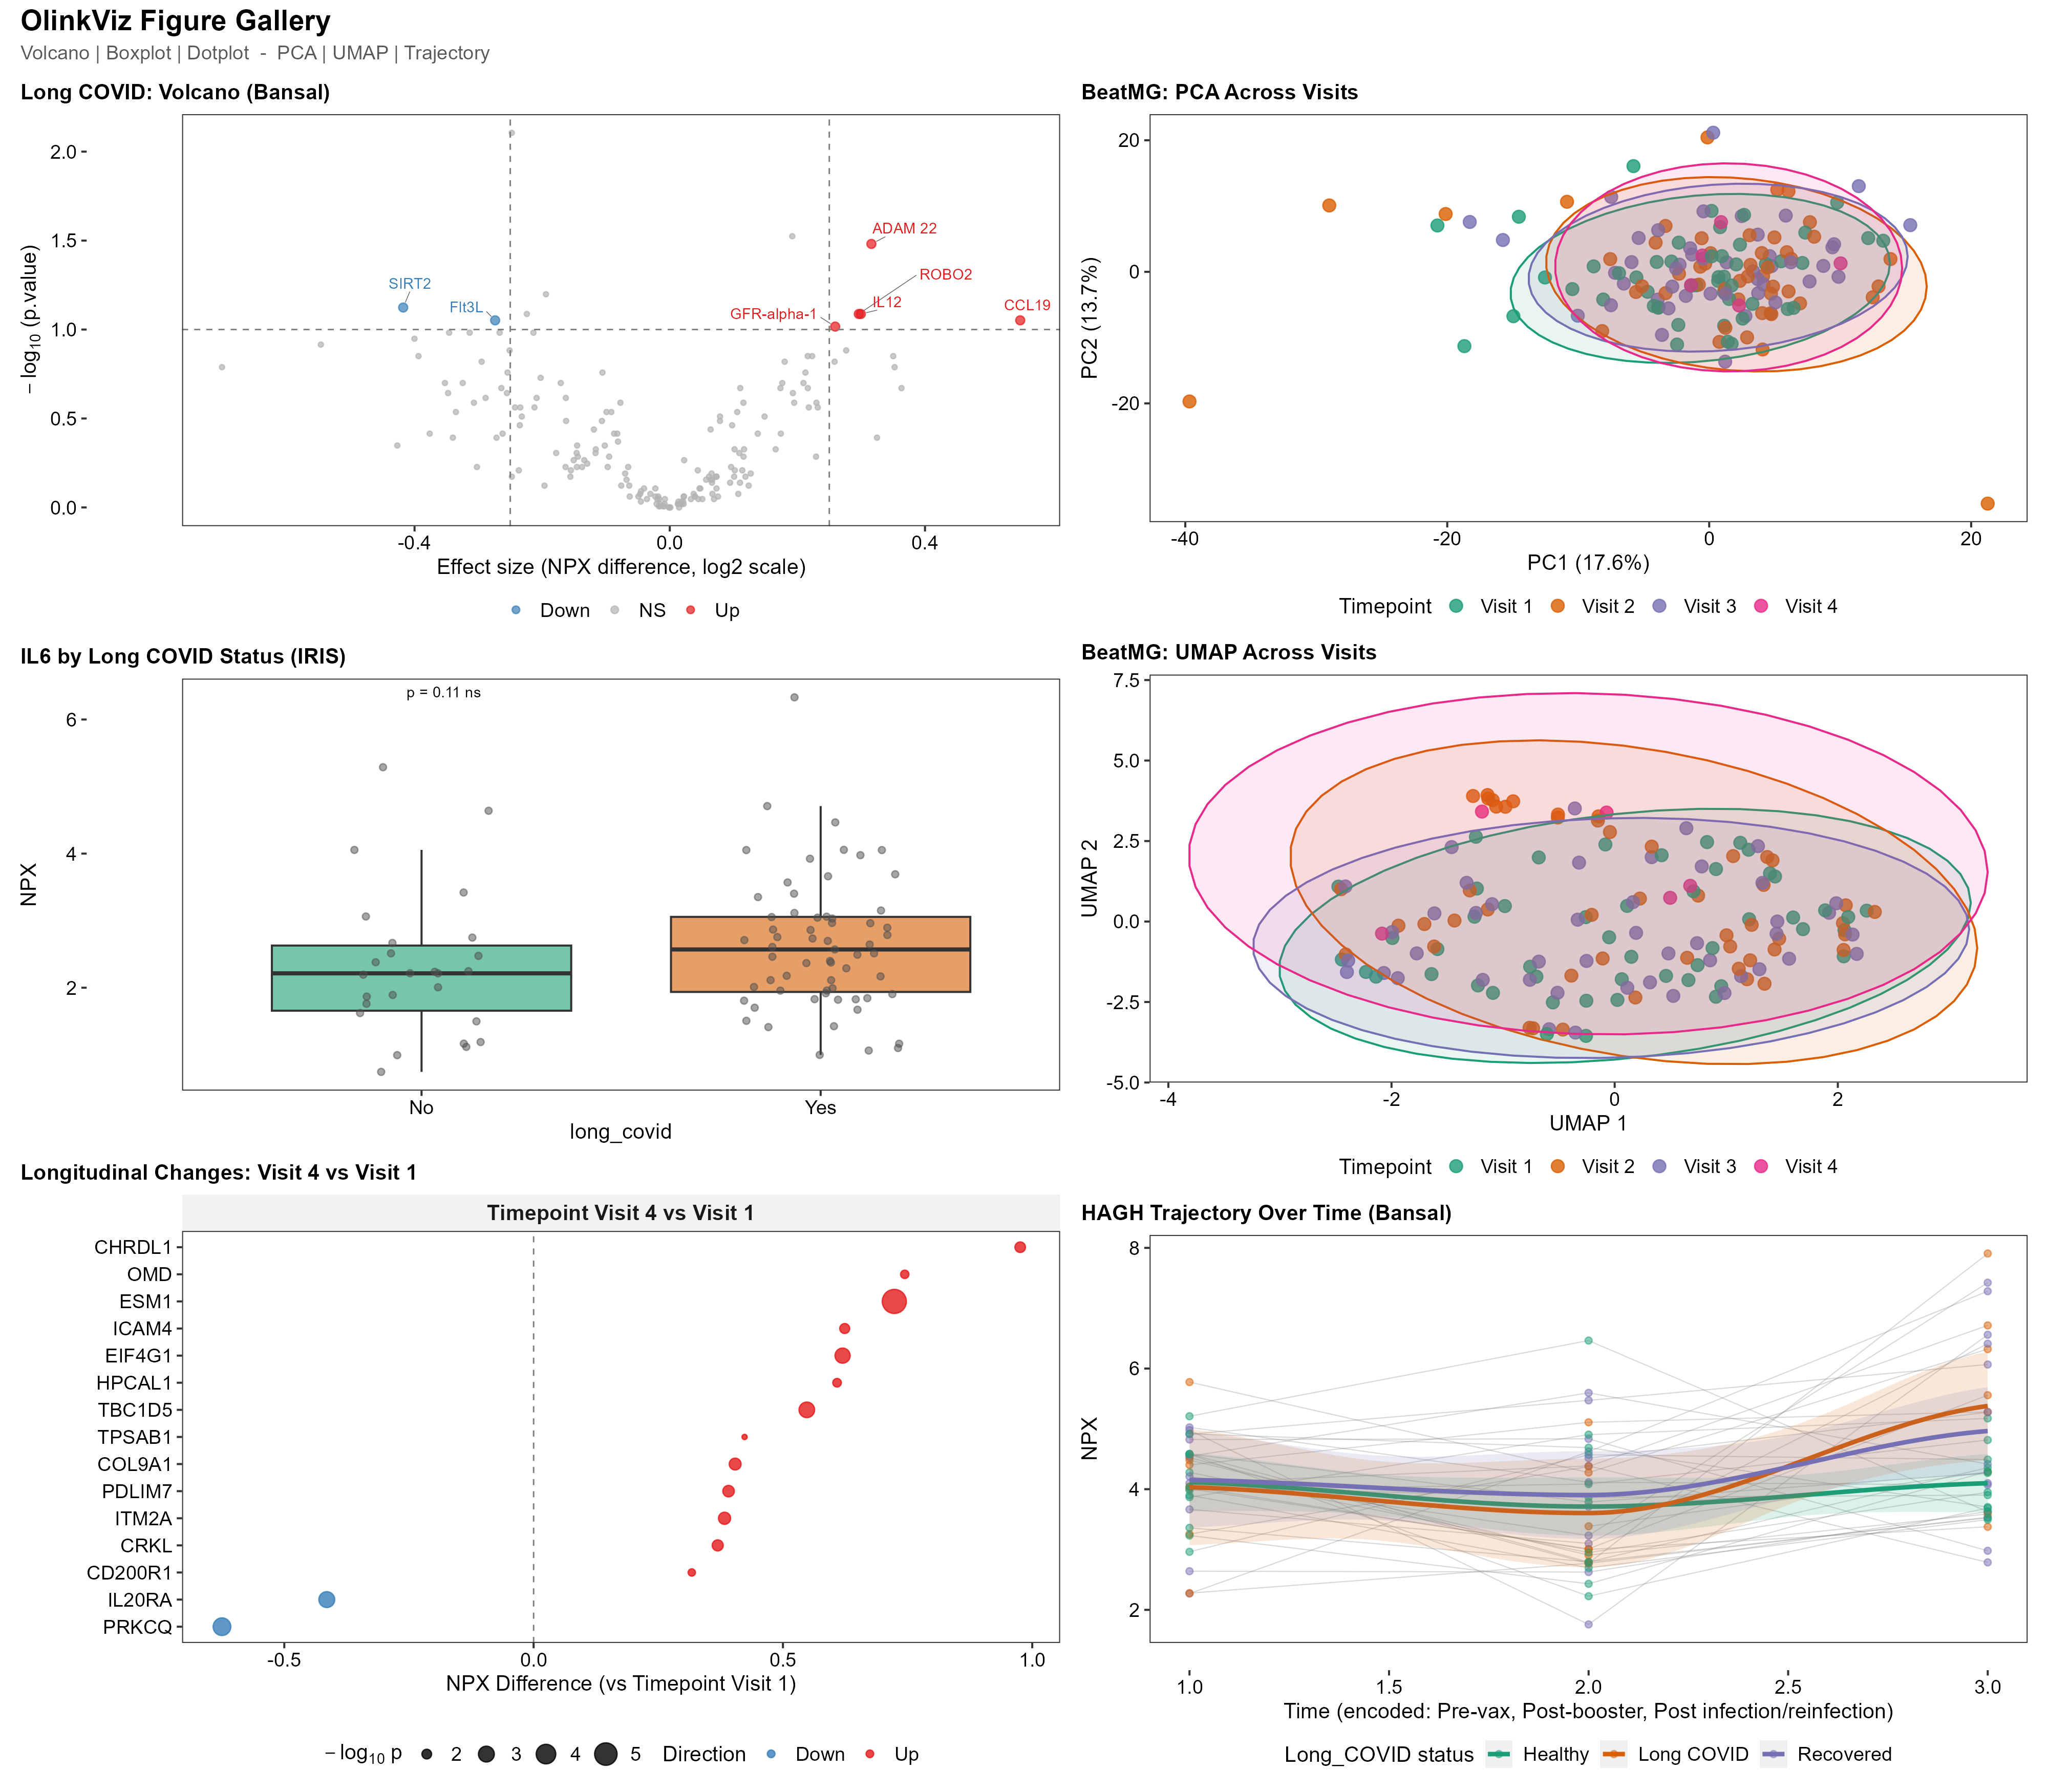 OlinkViz Figure Gallery
Volcano | Boxplot | Dotplot - PCA | UMAP | Trajectory
Long COVID: Volcano (Bansal)
2.0
1.5
1.0
0.5
0.0
−log10 (p.value)
SIRT2
Flt3L
ADAM 22
ROBO2
IL12
GFR-alpha-1
CCL19
-0.4 0.0 0.4
Effect size (NPX difference, log2 scale)
Down NS Up
BeatMG: PCA Across Visits
20
0
-20
PC2 (13.7%)
-40 -20 0 20
PC1 (17.6%)
Timepoint Visit 1 Visit 2 Visit 3 Visit 4
IL6 by Long COVID Status (IRIS)
p = 0.11 ns
6
4
2
NPX
No Yes
long_covid
BeatMG: UMAP Across Visits
7.5
5.0
2.5
0.0
-2.5
-5.0
UMAP 2
-4 -2 0 2
UMAP 1
Timepoint Visit 1 Visit 2 Visit 3 Visit 4
Longitudinal Changes: Visit 4 vs Visit 1
Timepoint Visit 4 vs Visit 1
CHRDL1
OMD
ESM1
ICAM4
EIF4G1
HPCAL1
TBC1D5
TPSAB1
COL9A1
PDLIM7
ITM2A
CRKL
CD200R1
IL20RA
PRKCQ
-0.5 0.0 0.5 1.0
NPX Difference (vs Timepoint Visit 1)
−log10 p 2 3 4 5 Direction Down Up
HAGH Trajectory Over Time (Bansal)
8
6
4
2
NPX
1.0 1.5 2.0 2.5 3.0
Time (encoded: Pre-vax, Post-booster, Post infection/reinfection)
Long_COVID status Healthy Long COVID Recovered